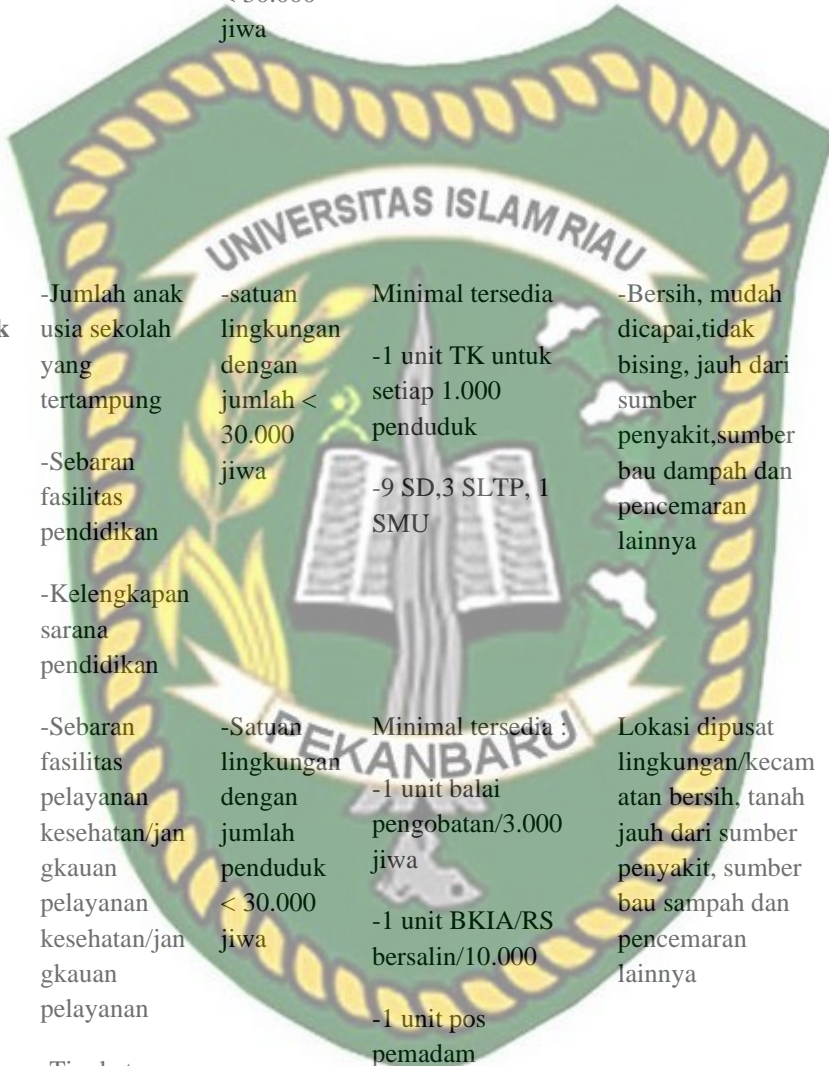 jiwa
UNIVERSITAS ISLAM RIAU
k
-Jumlah anak
usia sekolah
yang
tertampung
-Sebaran
fasilitas
pendidikan
-Kelengkapan
sarana
pendidikan
-satuan
lingkungan
dengan
jumlah <
30.000
jiwa
Minimal tersedia
-1 unit TK untuk
setiap 1.000
penduduk
-9 SD,3 SLTP, 1
SMU
-Bersih, mudah
dicapai,tidak
bising, jauh dari
sumber
penyakit,sumber
bau dampah dan
pencemaran
lainnya
PEKANBARU
-Sebaran
fasilitas
pelayanan
kesehatan/jan
gkauan
pelayanan
kesehatan/jan
gkauan
pelayanan
-Satuan
lingkungan
dengan
jumlah
penduduk
< 30.000
jiwa
Minimal tersedia :
-1 unit balai
pengobatan/3.000
jiwa
-1 unit BKIA/RS
bersalin/10.000
-1 unit pos
pemadam
Lokasi dipusat
lingkungan/kecam
atan bersih, tanah
jauh dari sumber
penyakit, sumber
bau sampah dan
pencemaran
lainnya